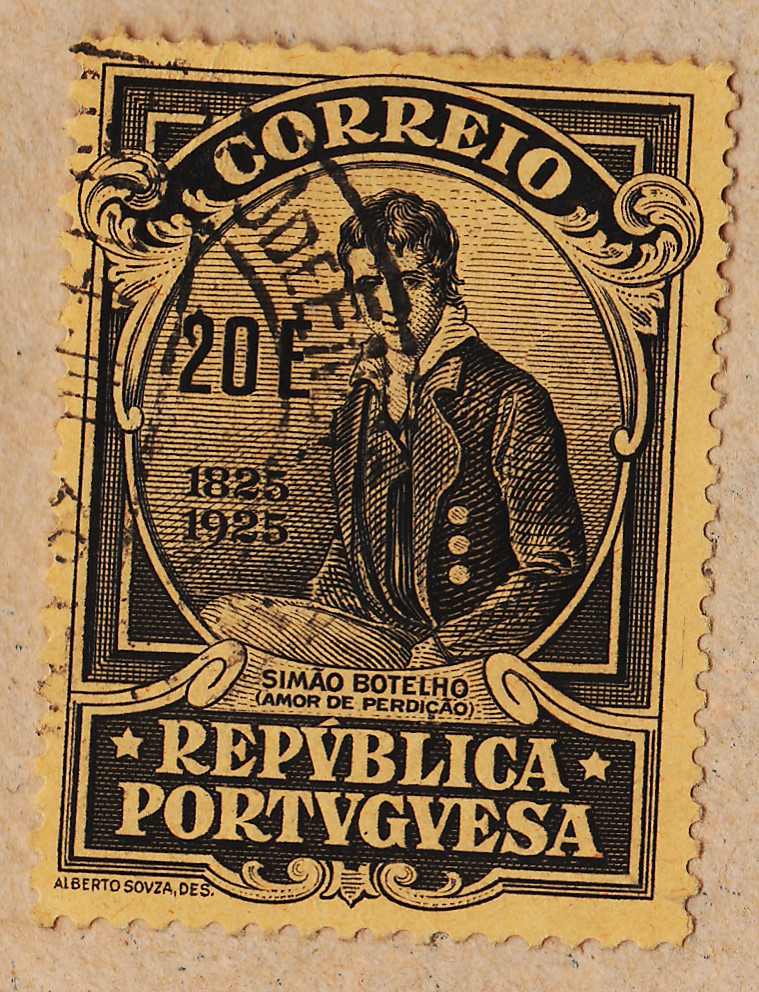 CORREIO
20 E
1825
1925
SIMÃO BOTELHO
(AMOR DE PERDIÇÃO)
REPVBLICA
PORTVGVESA
ALBERTO SOVZA, DES.